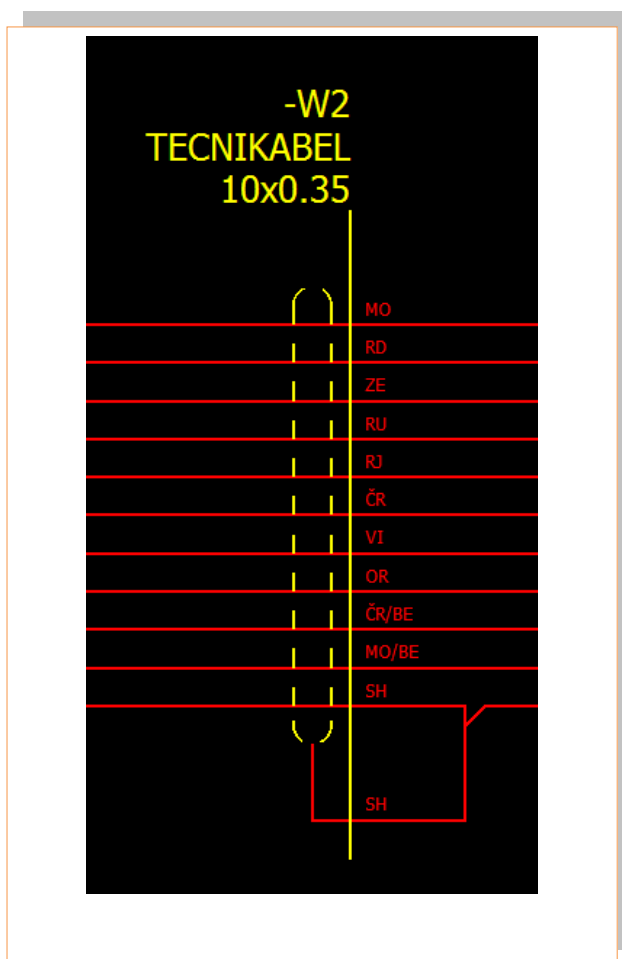 -W2
TECNIKABEL
10x0.35
MO
RD
ZE
RU
RJ
ČR
VI
OR
ČR/BE
MO/BE
SH
SH